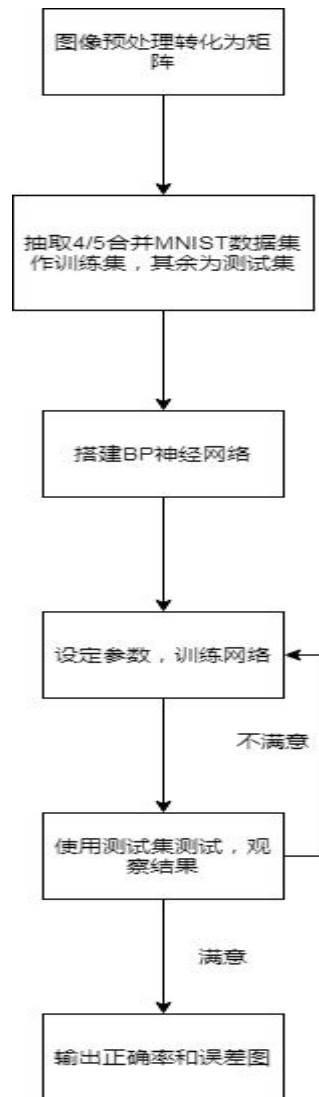 图像预处理转化为矩
阵
抽取4/5合并MNIST数据集
作训练集，其余为测试集
搭建BP神经网络
设定参数，训练网络
不满意
使用测试集测试，观
察结果
满意
输出正确率和误差图